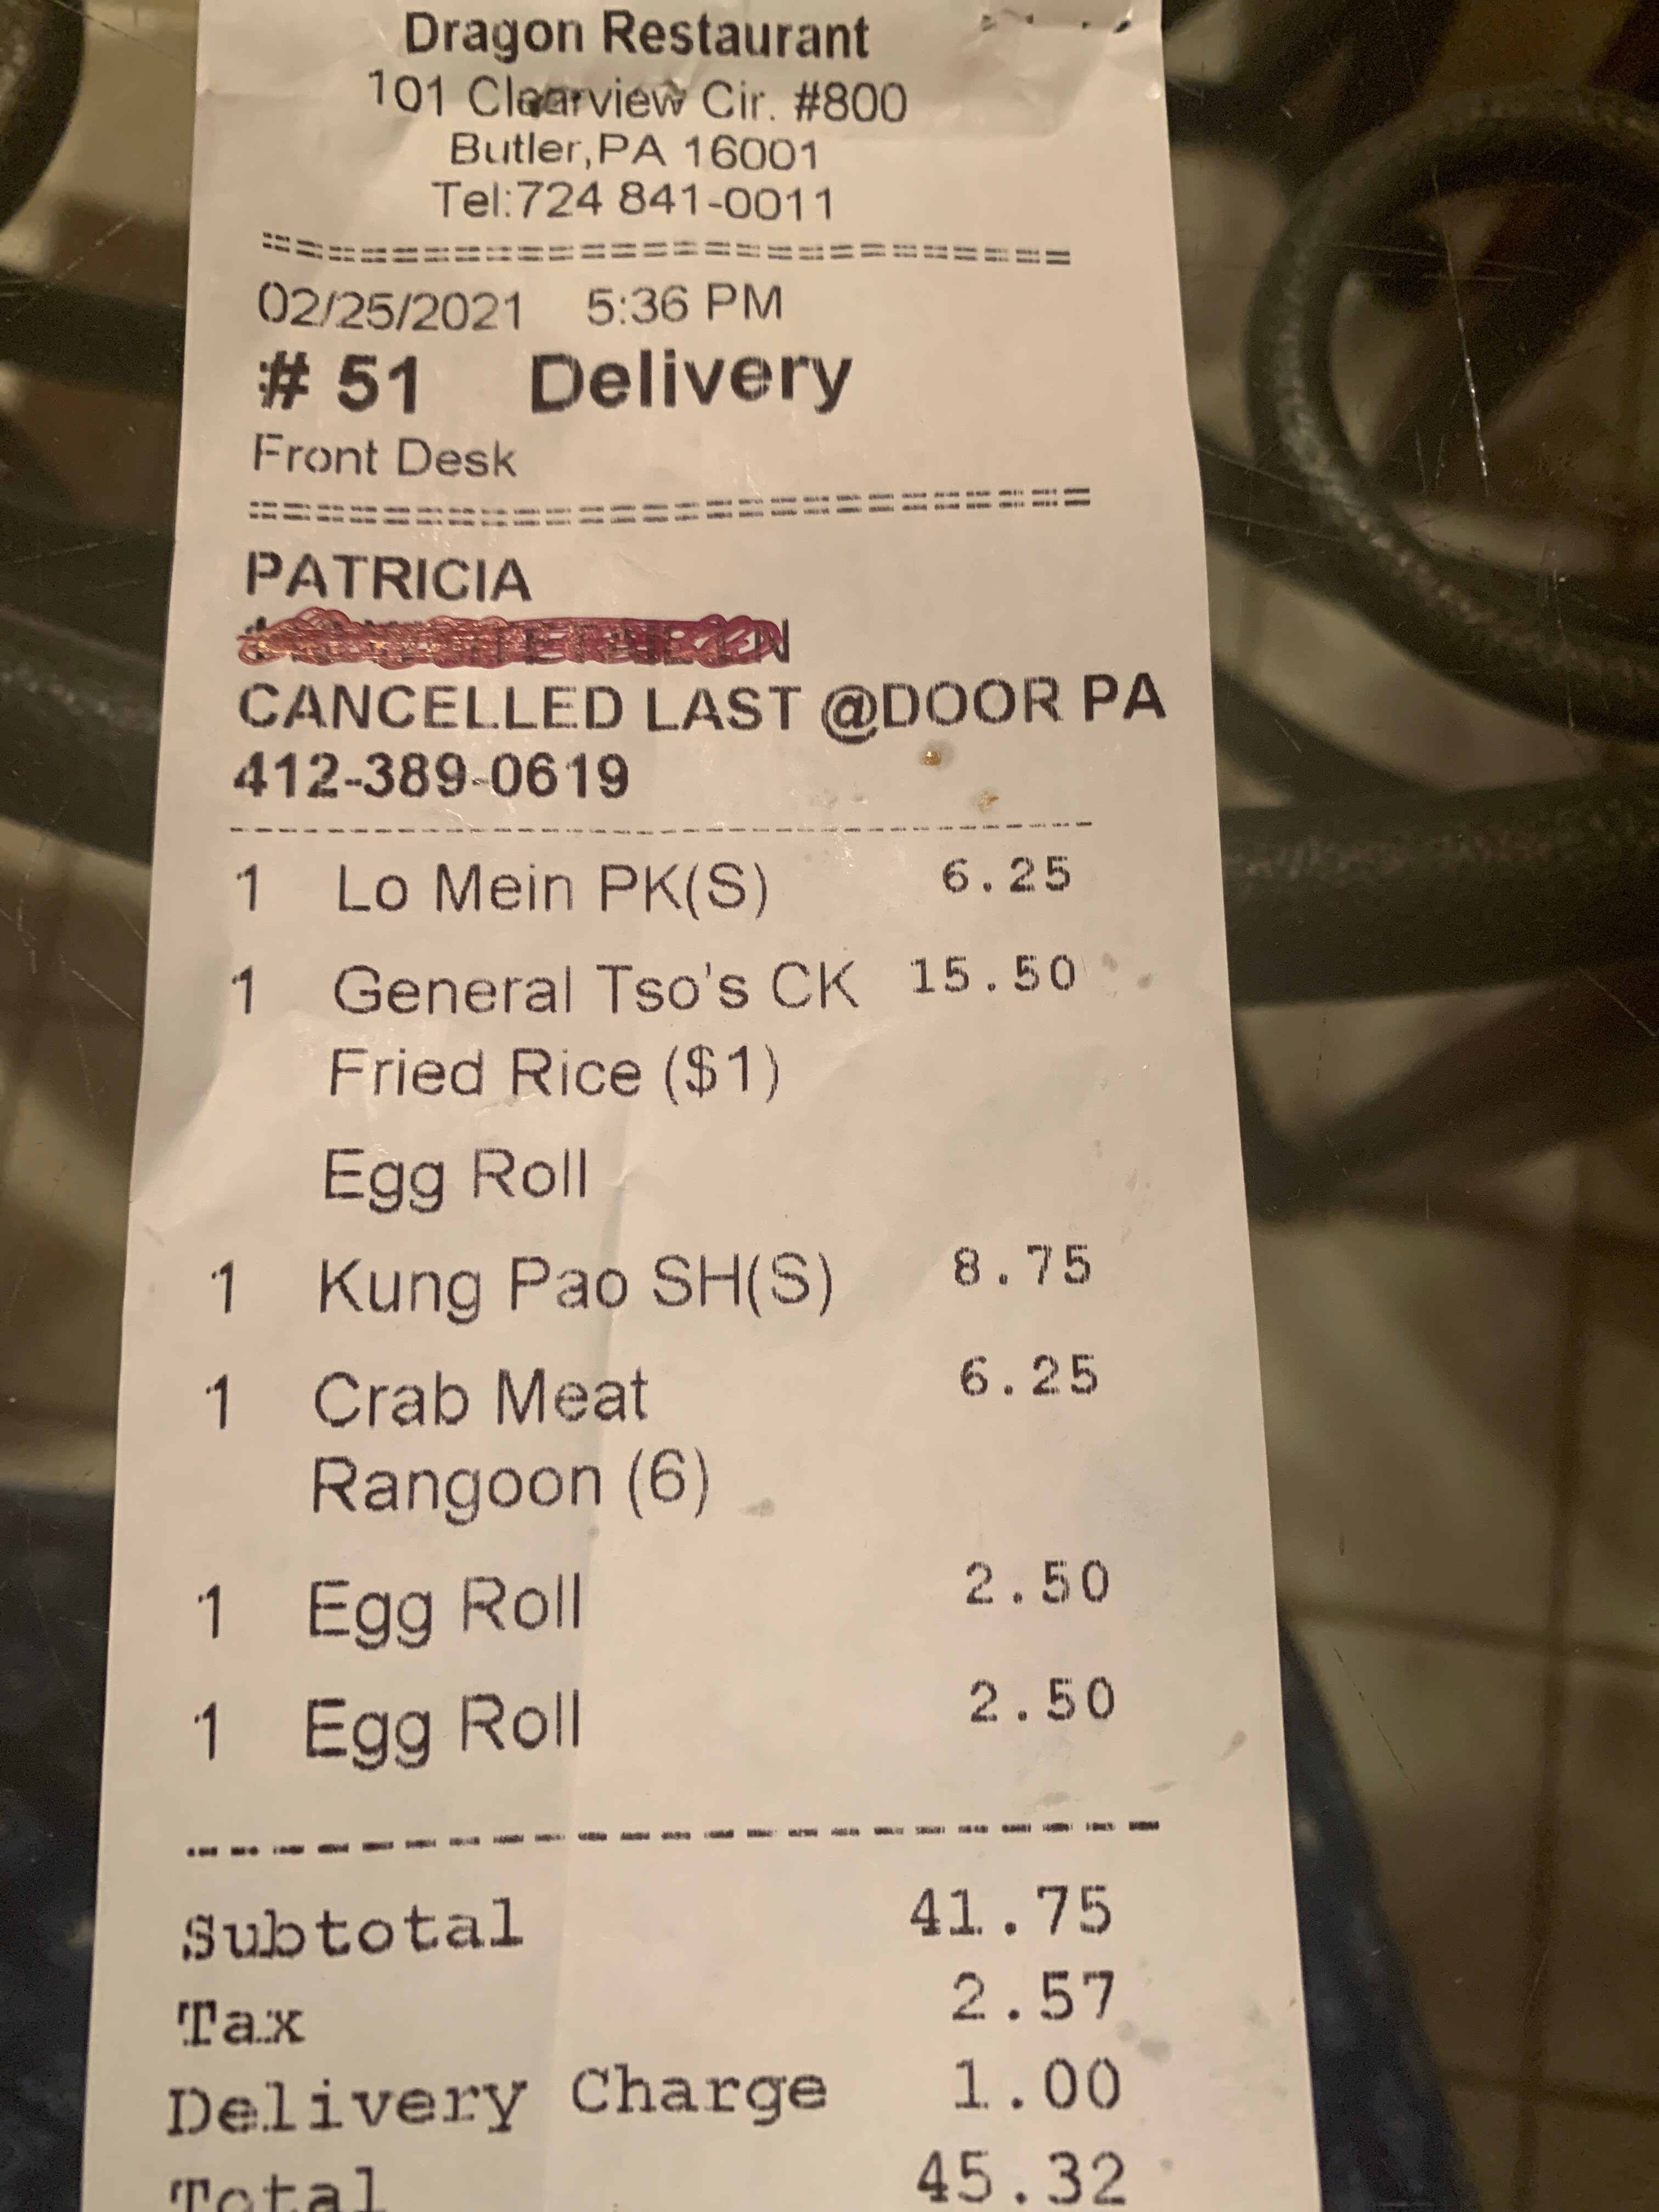 Dragon Restaurant
101 Clearview Cir. #800
Butler,PA 16001
Tel:724 841-0011
==========================
02/25/2021 5:36 PM
# 51 Delivery
Front Desk
==========================
PATRICIA
CANCELLED LAST @DOOR PA
412-389-0619
1 Lo Mein PK(S) 6.25
1 General Tso's CK 15.50
Fried Rice ($1)
Egg Roll
1 Kung Pao SH(S) 8.75
1 Crab Meat 6.25
Rangoon (6)
1 Egg Roll 2.50
1 Egg Roll 2.50
Subtotal 41.75
Tax 2.57
Delivery Charge 1.00
Total 45.32